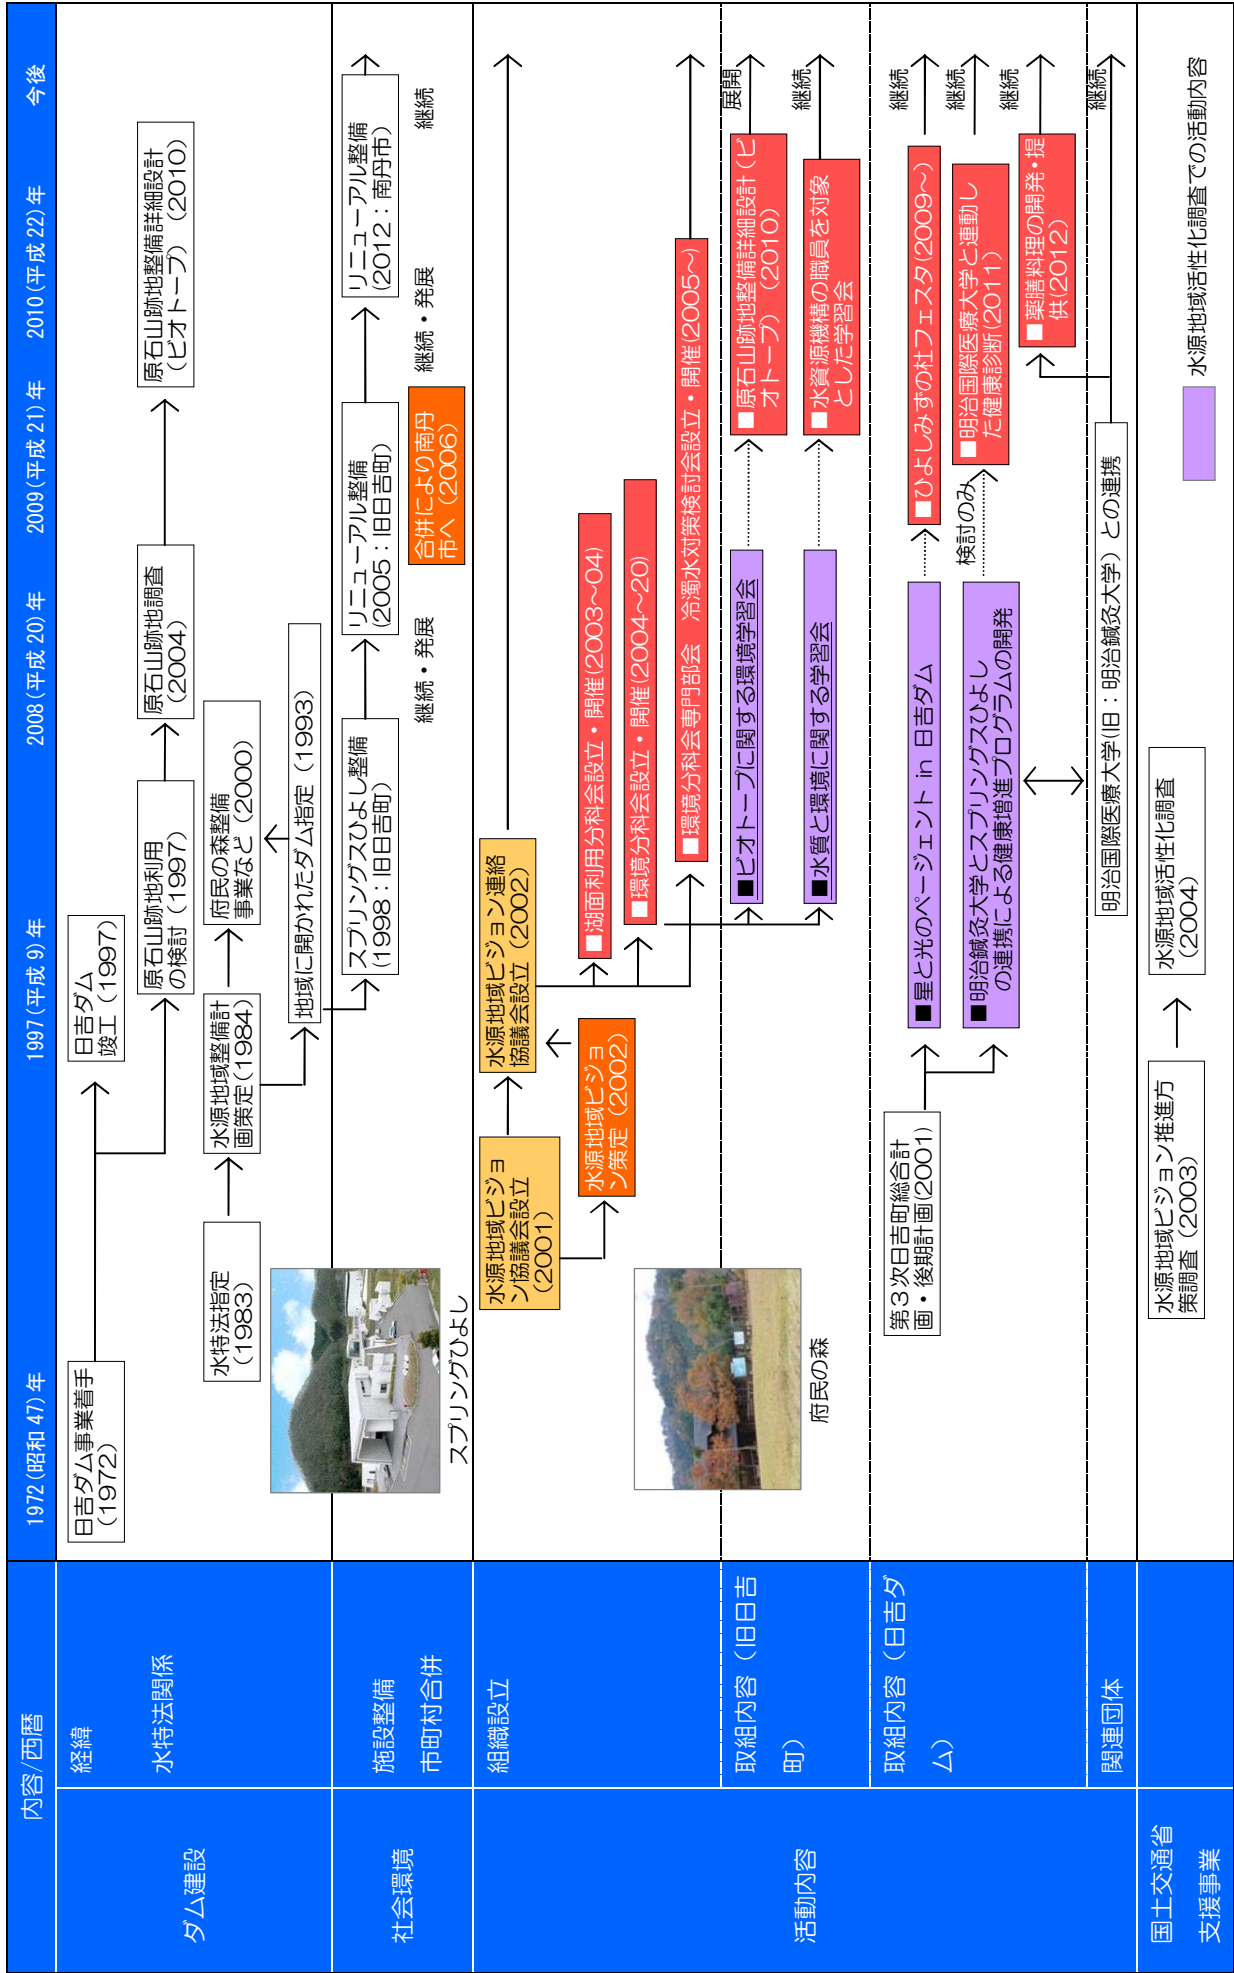 内容/西暦
1972(昭和 47)年
1997(平成 9)年
2008(平成 20)年
2009(平成 21)年
2010(平成 22)年
今後
ダム建設
経緯
水特法関係
日吉ダム事業着手
(1972)
日吉ダム
竣工(1997)
原石山跡地利用
の検討(1997)
原石山跡地調査
(2004)
原石山跡地整備詳細設計
(ビオトープ)(2010)
水特法指定
(1983)
水源地域整備計
画策定(1984)
府民の森整備
事業など(2000)
地域に開かれたダム指定(1993)
社会環境
施設整備
市町村合併
スプリングスひよし整備
(1998:旧日吉町)
リニューアル整備
(2005:旧日吉町)
リニューアル整備
(2012:南丹市)
継続・発展
継続・発展
継続
合併により南丹
市へ(2006)
スプリングひよし
活動内容
組織設立
水源地域ビジョ
ン協議会設立
(2001)
水源地域ビジョン連絡
協議会設立(2002)
水源地域ビジョ
ン策定(2002)
■湖面利用分科会設立・開催(2003~04)
■環境分科会設立・開催(2004~20)
■環境分科会専門部会 冷濁水対策検討会設立・開催(2005~)
府民の森
取組内容(旧日吉
町)
■ビオトープに関する環境学習会
■原石山跡地整備詳細設計(ビ
オトープ)(2010)
展開
■水質と環境に関する学習会
■水資源機構の職員を対象
とした学習会
継続
取組内容(日吉ダ
ム)
第3次日吉町総合計
画・後期計画(2001)
■星と光のページェント in 日吉ダム
■ひよしみずの杜フェスタ(2009~)
継続
■明治鍼灸大学とスプリングスひよし
の連携による健康増進プログラムの開発
検討のみ
■明治国際医療大学と連動し
た健康診断(2011)
継続
■薬膳料理の開発・提
供(2012)
継続
関連団体
明治国際医療大学(旧:明治鍼灸大学)との連携
継続
国土交通省
支援事業
水源地域ビジョン推進方
策調査(2003)
水源地域活性化調査
(2004)
水源地域活性化調査での活動内容